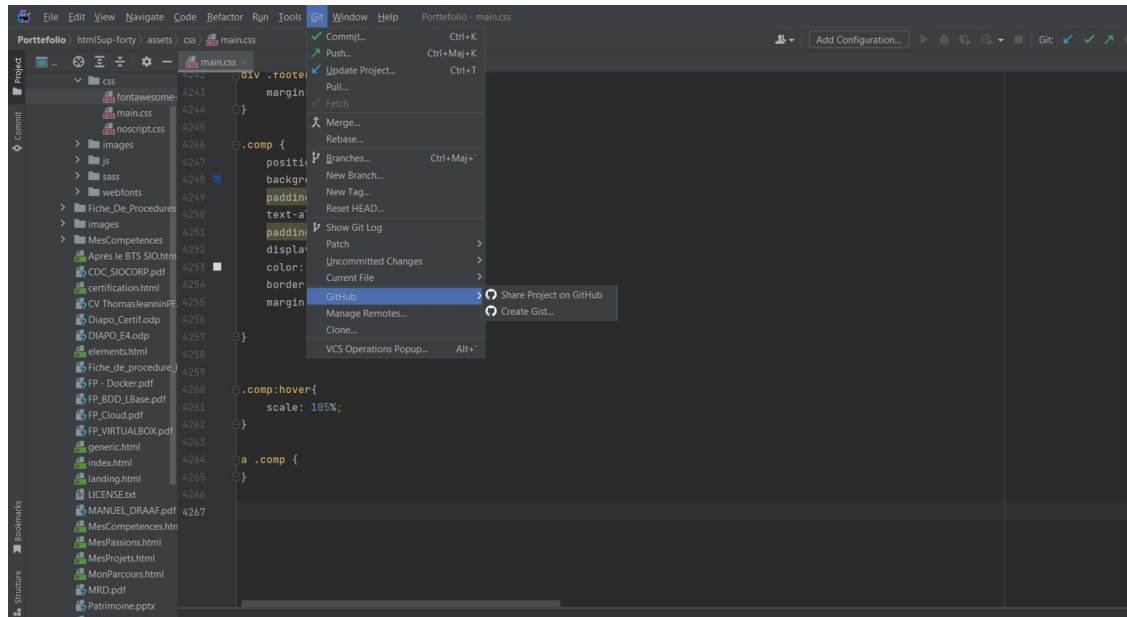 File Edit View Navigate Code Refactor Run Tools Git Window Help Porttefolio - main.css
Porttefolio html5up-forty assets css main.css
Add Configuration... Git:
Project
Commit
Bookmarks
Structure
css
fontawesome-
main.css
noscript.css
images
js
sass
webfonts
Fiche_De_Procedures
images
MesCompetences
Après le BTS SIO.htm
CDC_SIOCORP.pdf
certification.html
CV ThomasJeanninPF.
Diapo_Certif.odp
DIAPO_E4.odp
elements.html
Fiche_de_procedure_
FP - Docker.pdf
FP_BDD_LBase.pdf
FP_Cloud.pdf
FP_VIRTUALBOX.pdf
generic.html
index.html
landing.html
LICENSE.txt
MANUEL_DRAAF.pdf
MesCompetences.htm
MesPassions.html
MesProjets.html
MonParcours.html
MRD.pdf
Patrimoine.pptx
main.css
4242 div .footer
4243 margin
4244 }
4245
4246 .comp {
4247 positi
4248 backgr
4249 paddin
4250 text-a
4251 paddin
4252 displa
4253 color:
4254 border
4255 margin
4256
4257 }
4258
4259
4260 .comp:hover{
4261 scale: 105%;
4262 }
4263
4264 a .comp {
4265 }
4266
4267
Commit... Ctrl+K
Push... Ctrl+Maj+K
Update Project... Ctrl+T
Pull...
Fetch
Merge...
Rebase...
Branches... Ctrl+Maj+`
New Branch...
New Tag...
Reset HEAD...
Show Git Log
Patch
Uncommitted Changes
Current File
GitHub
Manage Remotes...
Clone...
VCS Operations Popup... Alt+`
Share Project on GitHub
Create Gist...